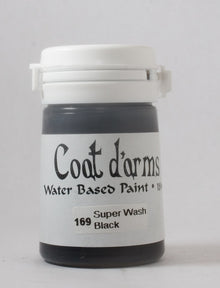 Coat d'arms
Water Based Paint •
169 Super Wash
Black